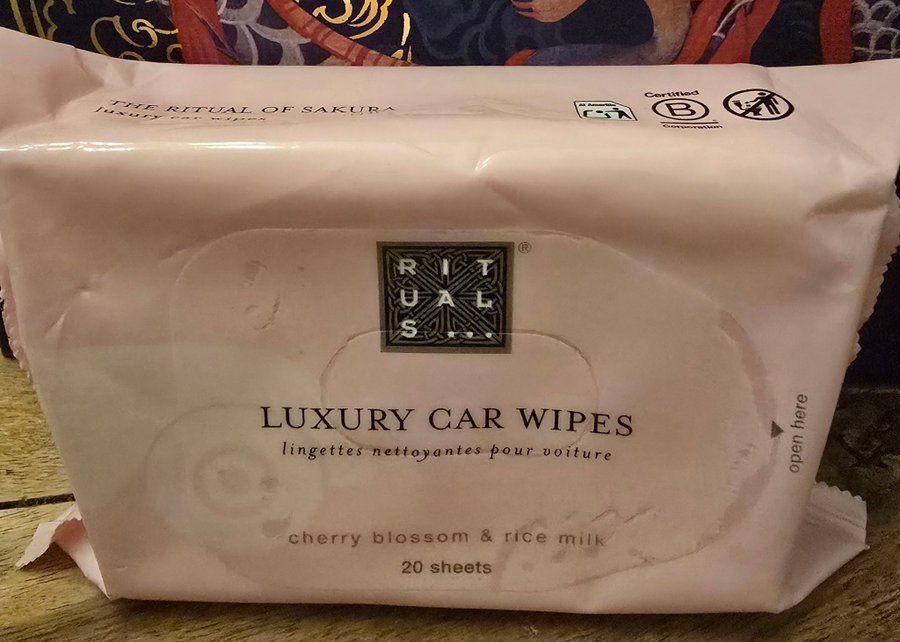 THE RITUAL OF SAKURA
luxury car wipes
Certified
B
Corporation
RIT
UAL
S...
®
LUXURY CAR WIPES
lingettes nettoyantes pour voiture
open here
cherry blossom & rice milk
20 sheets